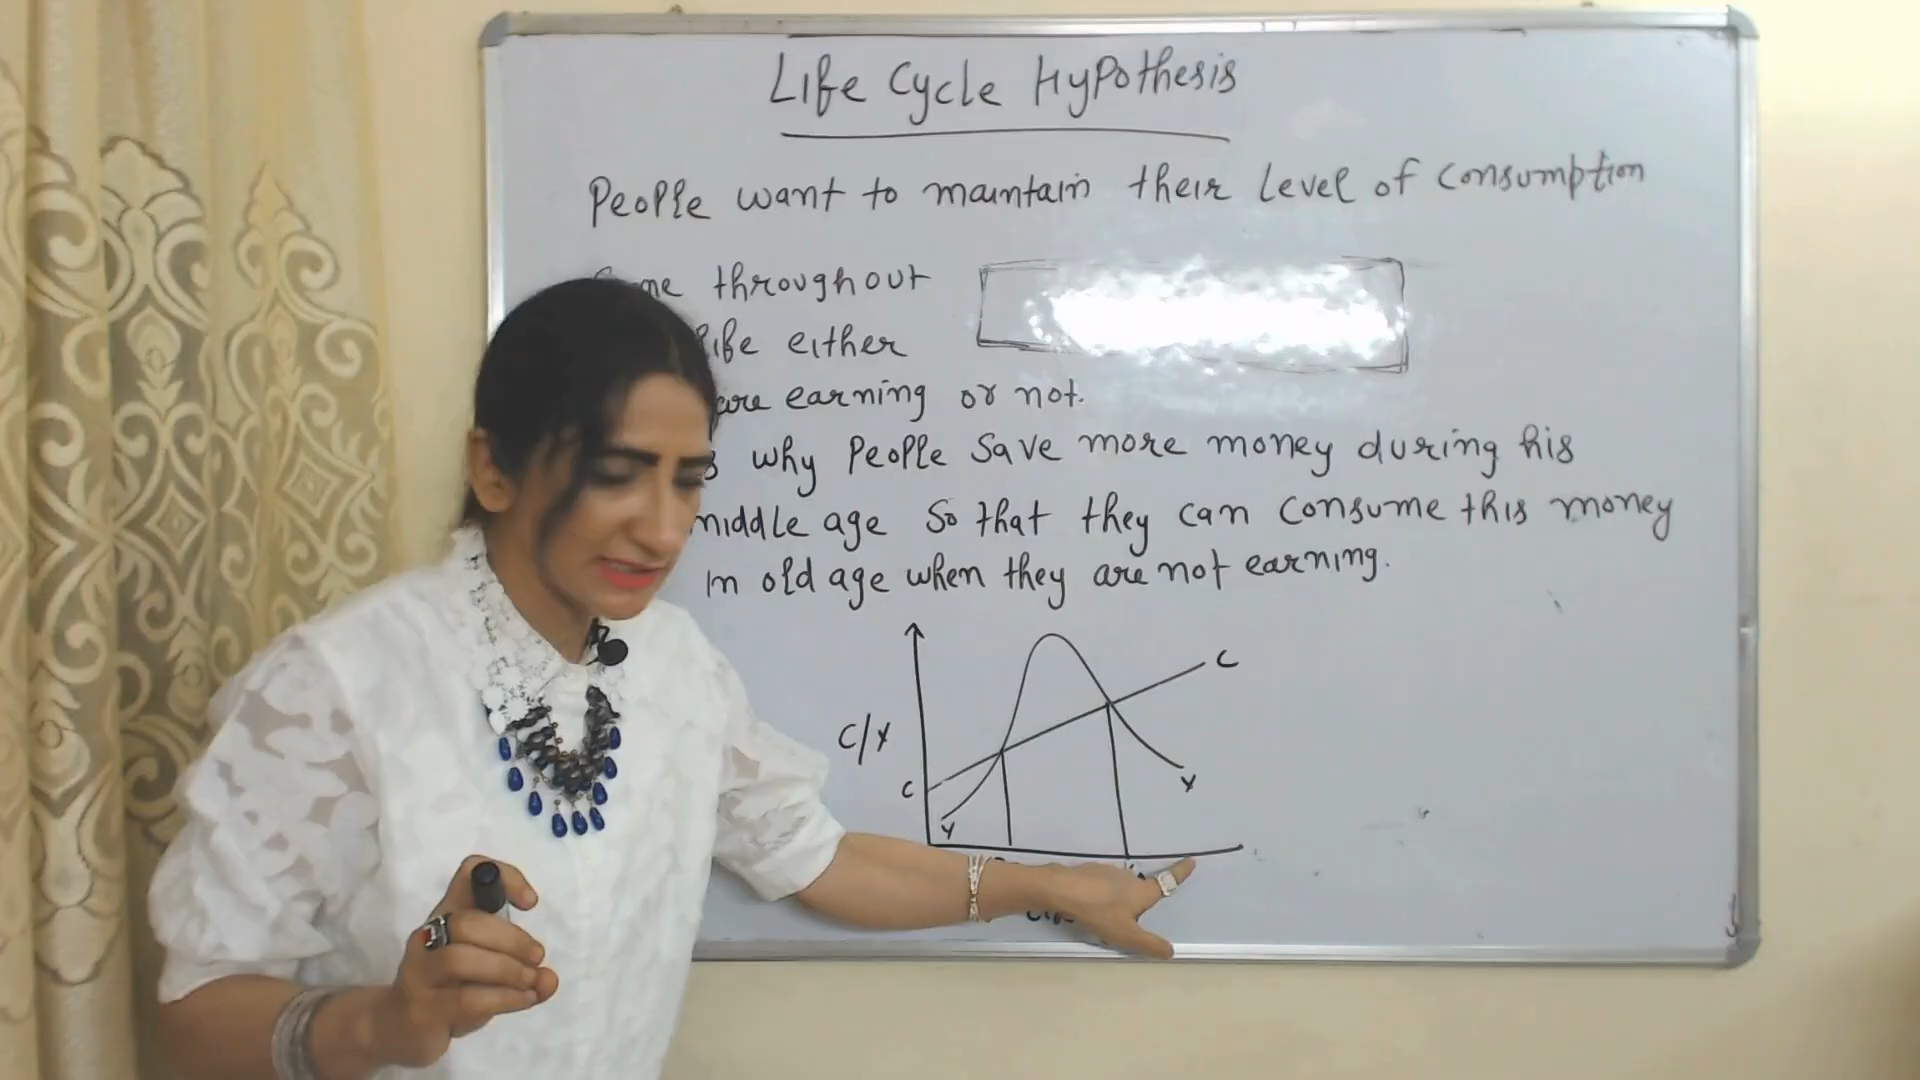 Life Cycle Hypothesis
People want to maintain their level of consumption
throughout
life either
are earning or not.
why People Save more money during his
middle age So that they can consume this money
In old age when they are not earning.
C
C/Y
C
Y
Y